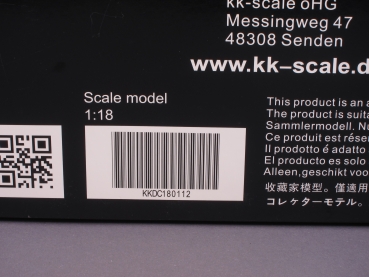 kk-scale oHG
Messingweg 47
48308 Senden
www.kk–scale.d
Scale model
1:18
KKDC180112
This product is an a
The product is suita
Sammlermodell. Nu
Ce produit est réser
Il prodotto é adatto
El producto es solo
Alleen,geschikt voo
收藏家模型。僅適用
コレクターモデル。